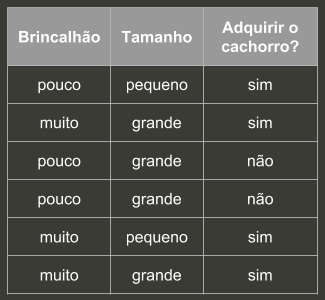 Brincalhão Tamanho Adquirir o
cachorro?
pouco pequeno sim
muito grande sim
pouco grande não
pouco grande não
muito pequeno sim
muito grande sim